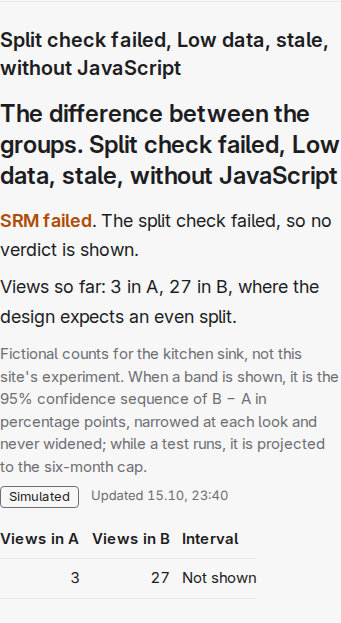 Split check failed, Low data, stale,
without JavaScript
The difference between the
groups. Split check failed, Low
data, stale, without JavaScript
SRM failed. The split check failed, so no
verdict is shown.
Views so far: 3 in A, 27 in B, where the
design expects an even split.
Fictional counts for the kitchen sink, not this
site's experiment. When a band is shown, it is the
95% confidence sequence of B − A in
percentage points, narrowed at each look and
never widened; while a test runs, it is projected
to the six-month cap.
Simulated Updated 15.10, 23:40
Views in A Views in B Interval
3 27 Not shown